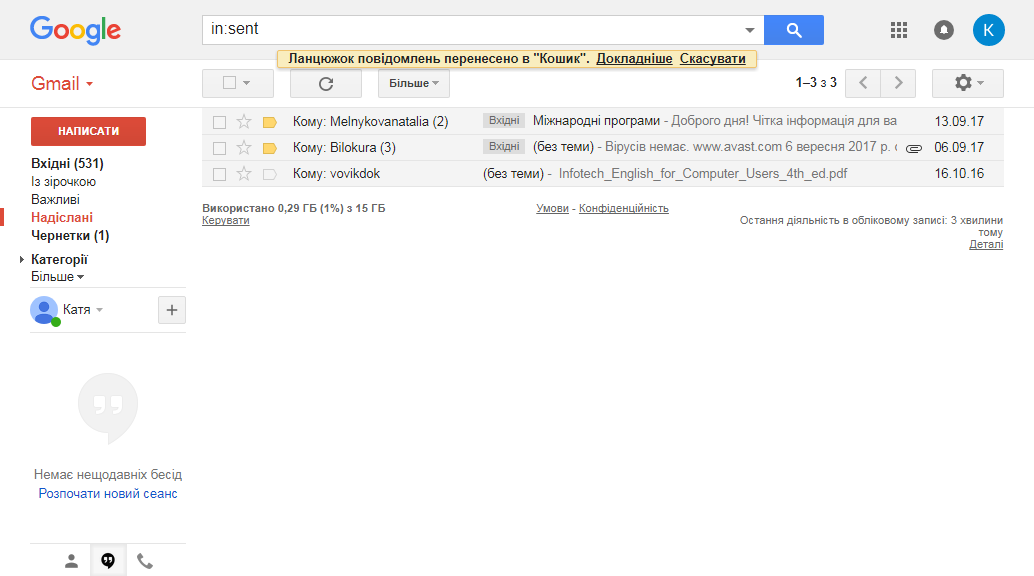 Google
in:sent
Ланцюжок повідомлень перенесено в "Кошик". Докладніше Скасувати
K
Gmail
Більше
1–3 з 3
НАПИСАТИ
Вхідні (531)
Із зірочкою
Важливі
Надіслані
Чернетки (1)
Категорії
Більше
Катя
Кому: Melnykovanatalia (2) Вхідні Міжнародні програми - Доброго дня! Чітка інформація для ва 13.09.17
Кому: Bilokura (3) Вхідні (без теми) - Вірусів немає. www.avast.com 6 вересня 2017 р. с 06.09.17
Кому: vovikdok (без теми) - Infotech_English_for_Computer_Users_4th_ed.pdf 16.10.16
Використано 0,29 ГБ (1%) з 15 ГБ
Керувати
Умови - Конфіденційність
Остання діяльність в обліковому записі: 3 хвилини
тому
Деталі
Немає нещодавніх бесід
Розпочати новий сеанс